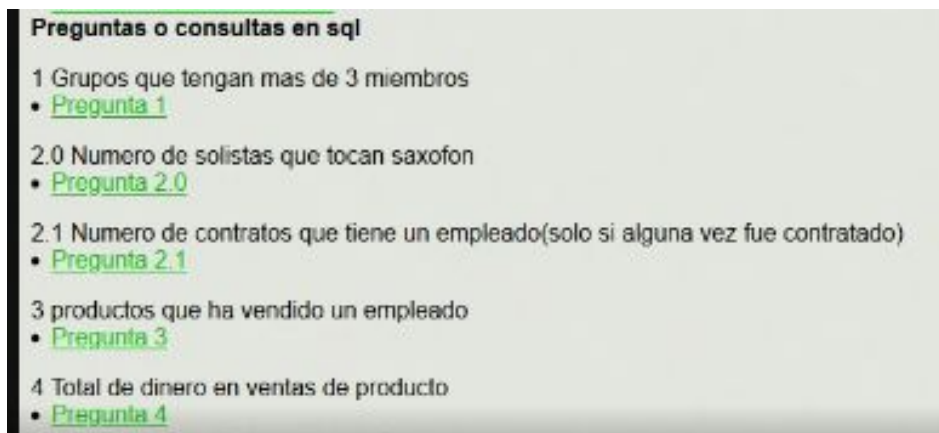 Preguntas o consultas en sql
1 Grupos que tengan mas de 3 miembros
• Pregunta 1
2.0 Numero de solistas que tocan saxofon
• Pregunta 2.0
2.1 Numero de contratos que tiene un empleado(solo si alguna vez fue contratado)
• Pregunta 2.1
3 productos que ha vendido un empleado
• Pregunta 3
4 Total de dinero en ventas de producto
• Pregunta 4